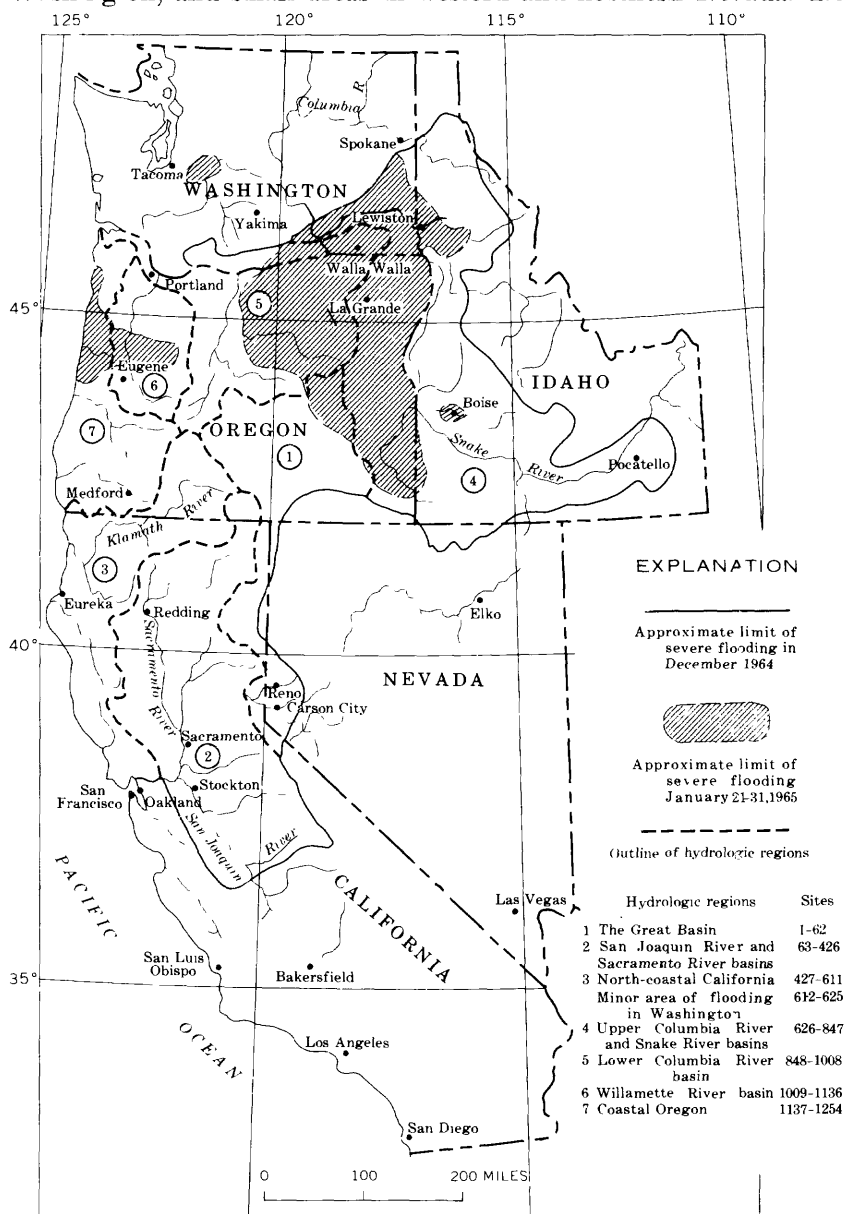 125°
120°
115°
110°
Columbia
R
Spokane
Tacoma
WASHINGTON
Yakima
Lewiston
Walla Walla
Portland
45°
5
La Grande
Eugene
6
IDAHO
Boise
7
OREGON
1
Snake
River
4
Pocatello
Medford
Klamath River
3
EXPLANATION
Eureka
Redding
Elko
Approximate limit of
severe flooding in
December 1964
40°
Sacramento River
NEVADA
Reno
Carson City
Sacramento
2
Stockton
San
Francisco
Oakland
San Joaquin River
Approximate limit of
severe flooding
January 21-31, 1965
Outline of hydrologic regions
PACIFIC
OCEAN
CALIFORNIA
Las Vegas
San Luis
Obispo
Bakersfield
35°
Los Angeles
San Diego
Hydrologic regions Sites
1 The Great Basin 1-62
2 San Joaquin River and 63-426
Sacramento River basins
3 North-coastal California 427-611
Minor area of flooding 612-625
in Washington
4 Upper Columbia River 626-847
and Snake River basins
5 Lower Columbia River 848-1008
basin
6 Willamette River basin 1009-1136
7 Coastal Oregon 1137-1254
0 100 200 MILES
120°
115°
110°